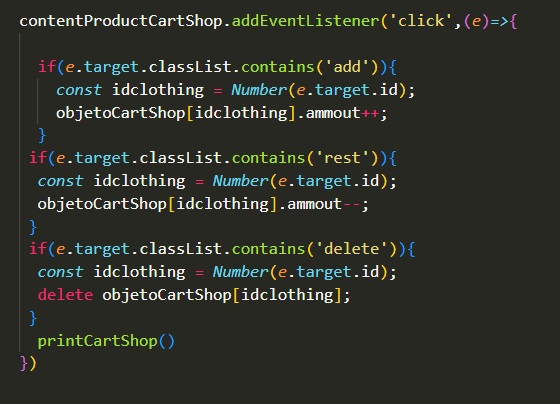 contentProductCartShop.addEventListener('click',(e)=>{
if(e.target.classList.contains('add')){
const idclothing = Number(e.target.id);
objetoCartShop[idclothing].ammout++;
}
if(e.target.classList.contains('rest')){
const idclothing = Number(e.target.id);
objetoCartShop[idclothing].ammout--;
}
if(e.target.classList.contains('delete')){
const idclothing = Number(e.target.id);
delete objetoCartShop[idclothing];
}
printCartShop()
})